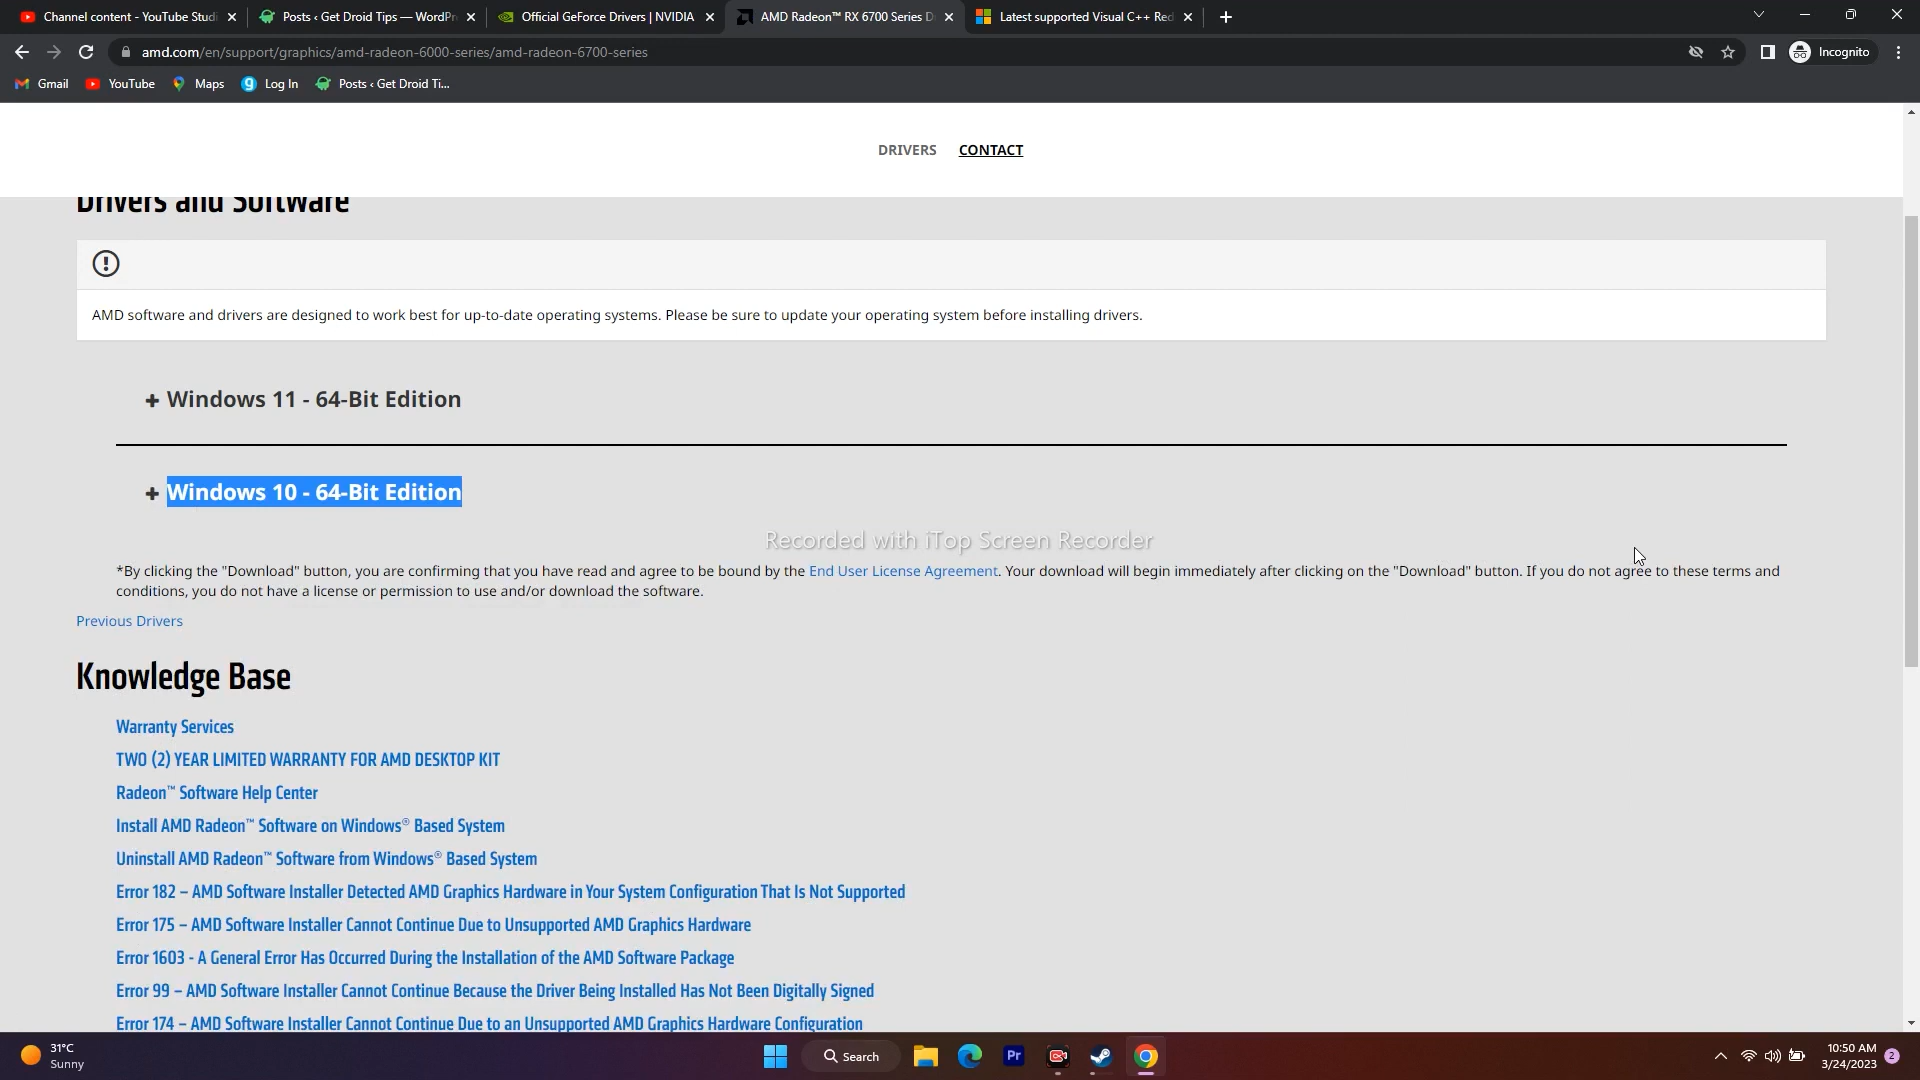 Channel content - YouTube Studi
Posts ‹ Get Droid Tips — WordPr
Official GeForce Drivers | NVIDIA
AMD Radeon™ RX 6700 Series D
Latest supported Visual C++ Red
amd.com/en/support/graphics/amd-radeon-6000-series/amd-radeon-6700-series
Incognito
Gmail
YouTube
Maps
Log In
Posts ‹ Get Droid Ti...
DRIVERS
CONTACT
Drivers and Software
AMD software and drivers are designed to work best for up-to-date operating systems. Please be sure to update your operating system before installing drivers.
+ Windows 11 - 64-Bit Edition
+ Windows 10 - 64-Bit Edition
Recorded with iTop Screen Recorder
*By clicking the "Download" button, you are confirming that you have read and agree to be bound by the End User License Agreement. Your download will begin immediately after clicking on the "Download" button. If you do not agree to these terms and
conditions, you do not have a license or permission to use and/or download the software.
Previous Drivers
Knowledge Base
Warranty Services
TWO (2) YEAR LIMITED WARRANTY FOR AMD DESKTOP KIT
Radeon™ Software Help Center
Install AMD Radeon™ Software on Windows® Based System
Uninstall AMD Radeon™ Software from Windows® Based System
Error 182 – AMD Software Installer Detected AMD Graphics Hardware in Your System Configuration That Is Not Supported
Error 175 – AMD Software Installer Cannot Continue Due to Unsupported AMD Graphics Hardware
Error 1603 - A General Error Has Occurred During the Installation of the AMD Software Package
Error 99 – AMD Software Installer Cannot Continue Because the Driver Being Installed Has Not Been Digitally Signed
Error 174 – AMD Software Installer Cannot Continue Due to an Unsupported AMD Graphics Hardware Configuration
31°C
Sunny
Search
Pr
10:50 AM
3/24/2023
2